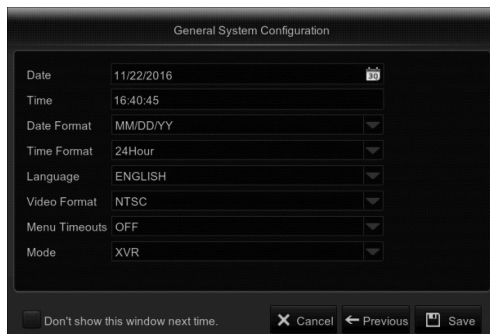 General System Configuration
Date 11/22/2016 30
Time 16:40:45
Date Format MM/DD/YY
Time Format 24Hour
Language ENGLISH
Video Format NTSC
Menu Timeouts OFF
Mode XVR
Don't show this window next time. Cancel Previous Save